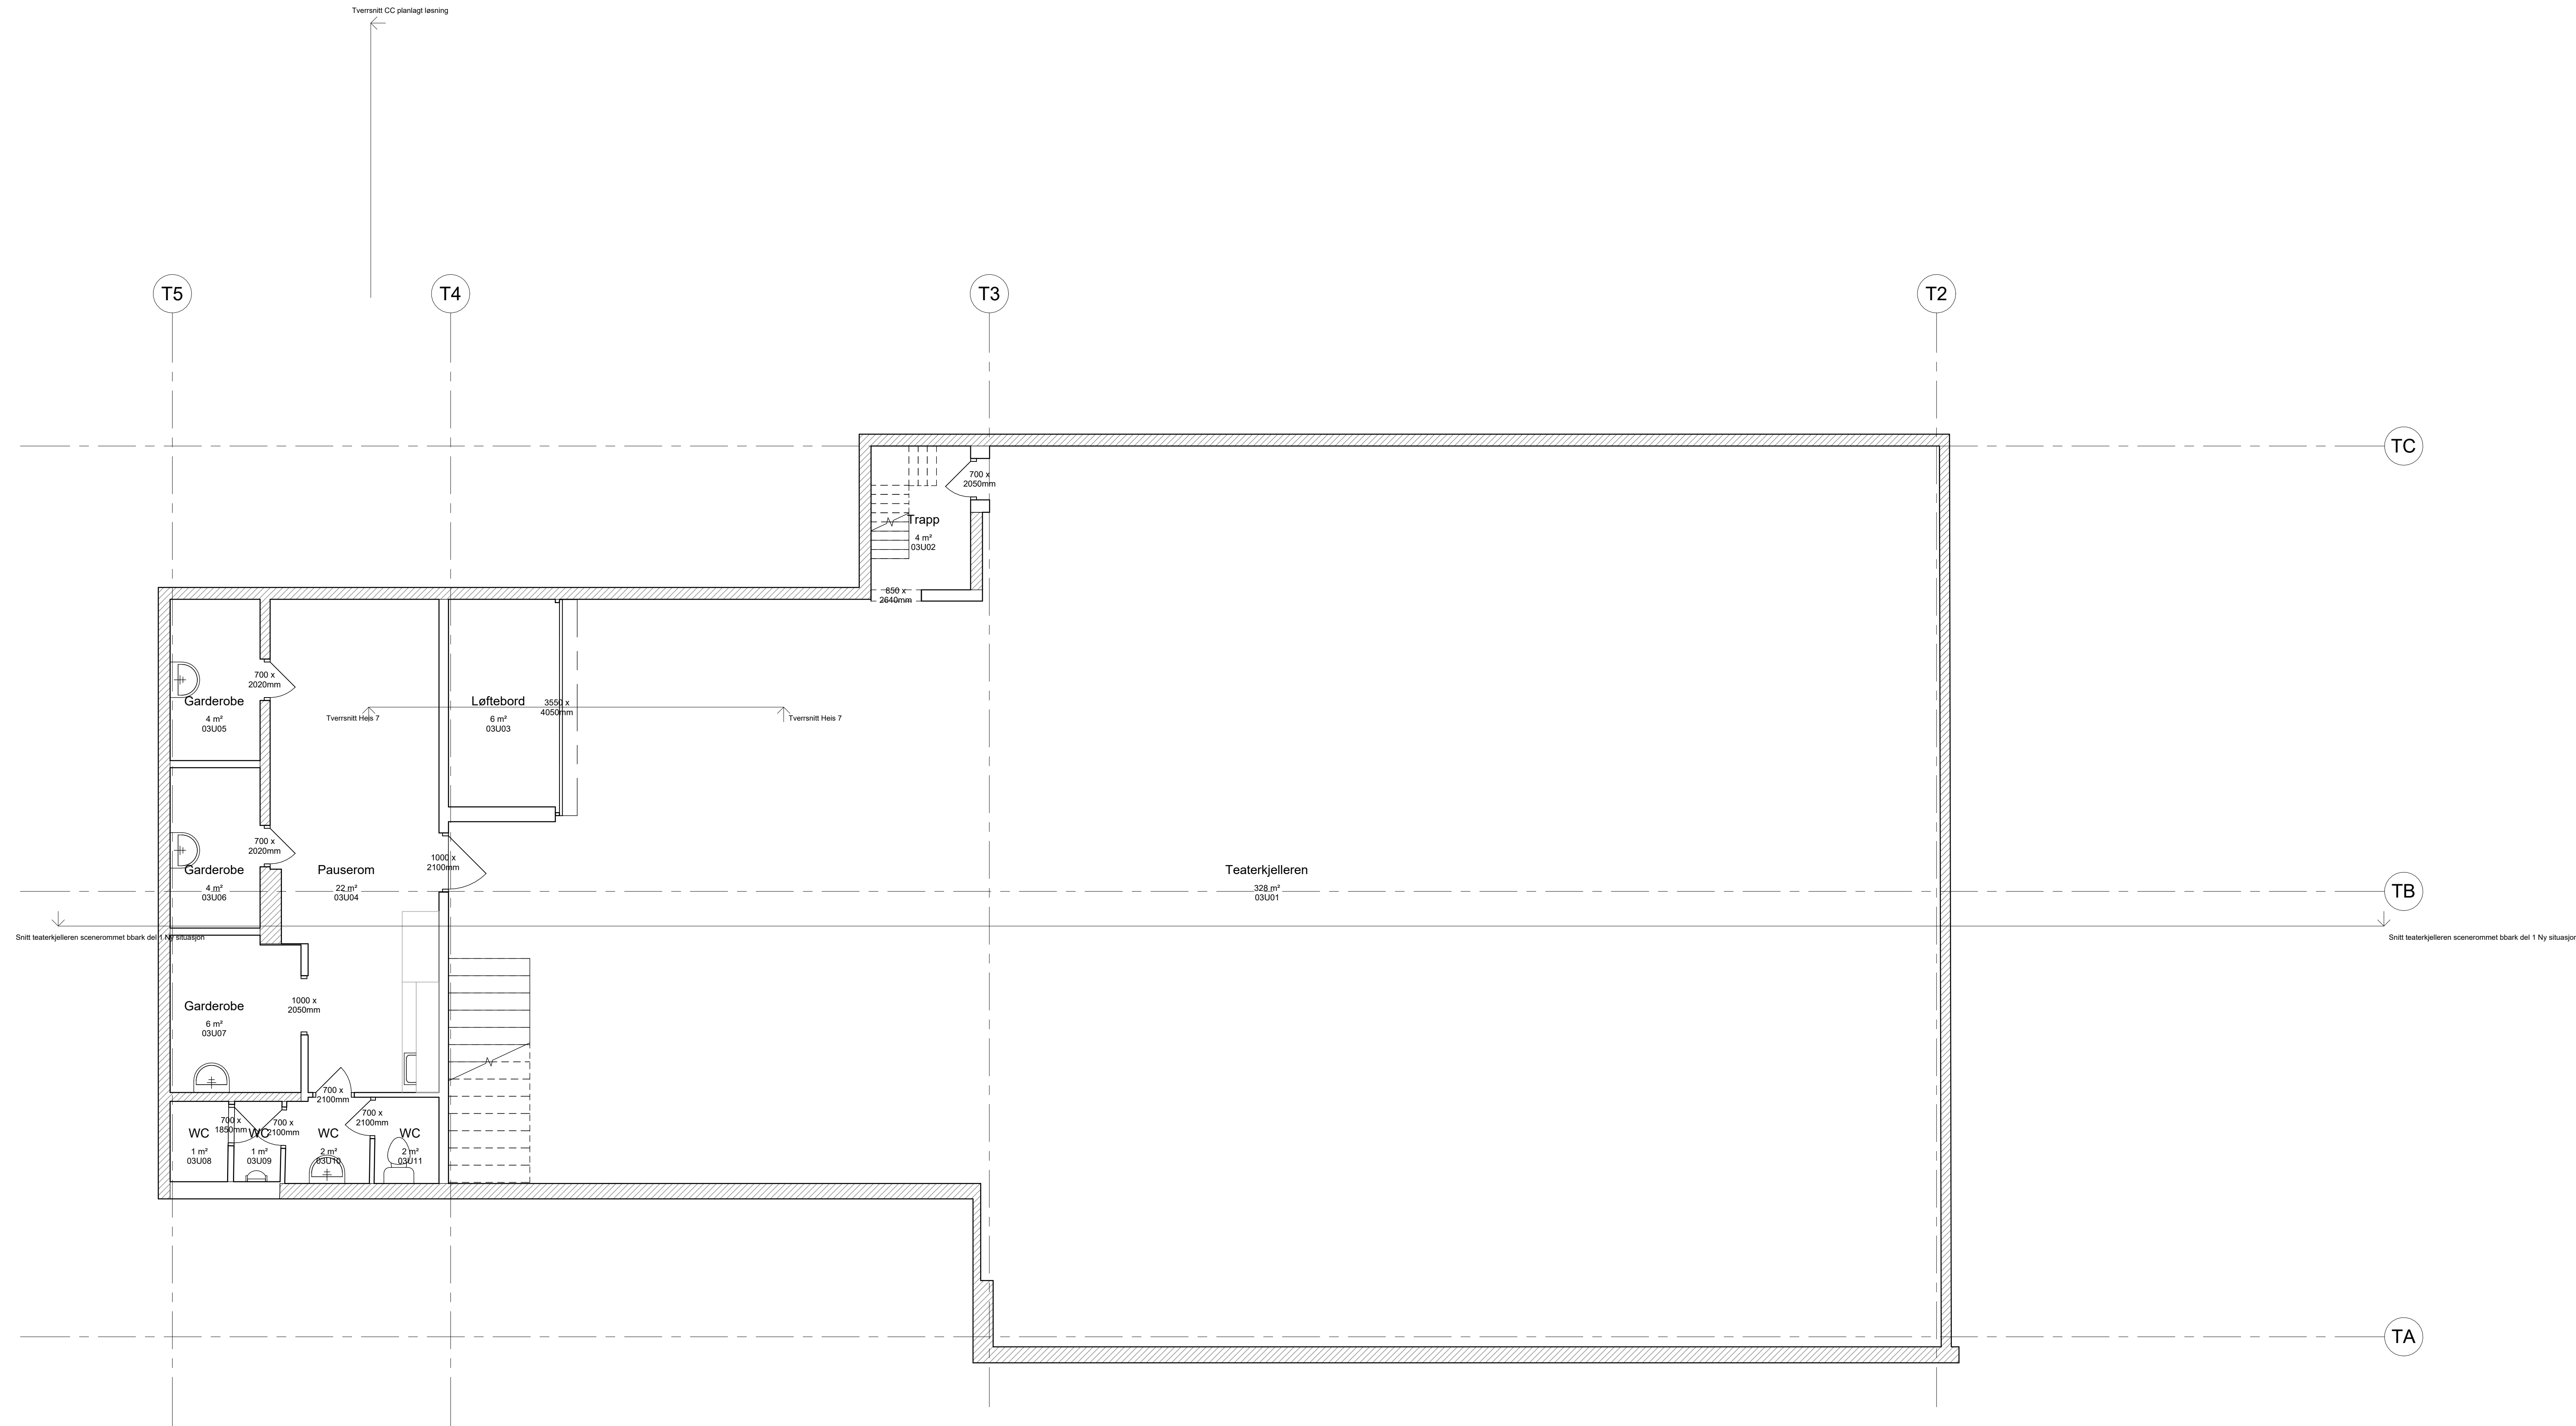 Tverrsnitt CC planlagt løsning
T5
T4
T3
T2
TC
700 x
2050mm
Trapp
4 m²
03U02
850 x
2640mm
700 x
2020mm
Garderobe
4 m²
03U05
Løftebord
6 m²
03U03
3550 x
4050mm
Tverrsnitt Heis 7
Tverrsnitt Heis 7
700 x
2020mm
Garderobe
4 m²
03U06
Pauserom
22 m²
03U04
1000 x
2100mm
Teaterkjelleren
328 m²
03U01
TB
Snitt teaterkjelleren scenerommet bbark del 1 Ny situasjon
Snitt teaterkjelleren scenerommet bbark del 1 Ny situasjon
Garderobe
6 m²
03U07
1000 x
2050mm
700 x
2100mm
700 x
1850mm
700 x
2100mm
700 x
2100mm
WC
1 m²
03U08
WC
1 m²
03U09
WC
2 m²
03U10
WC
2 m²
03U11
TA